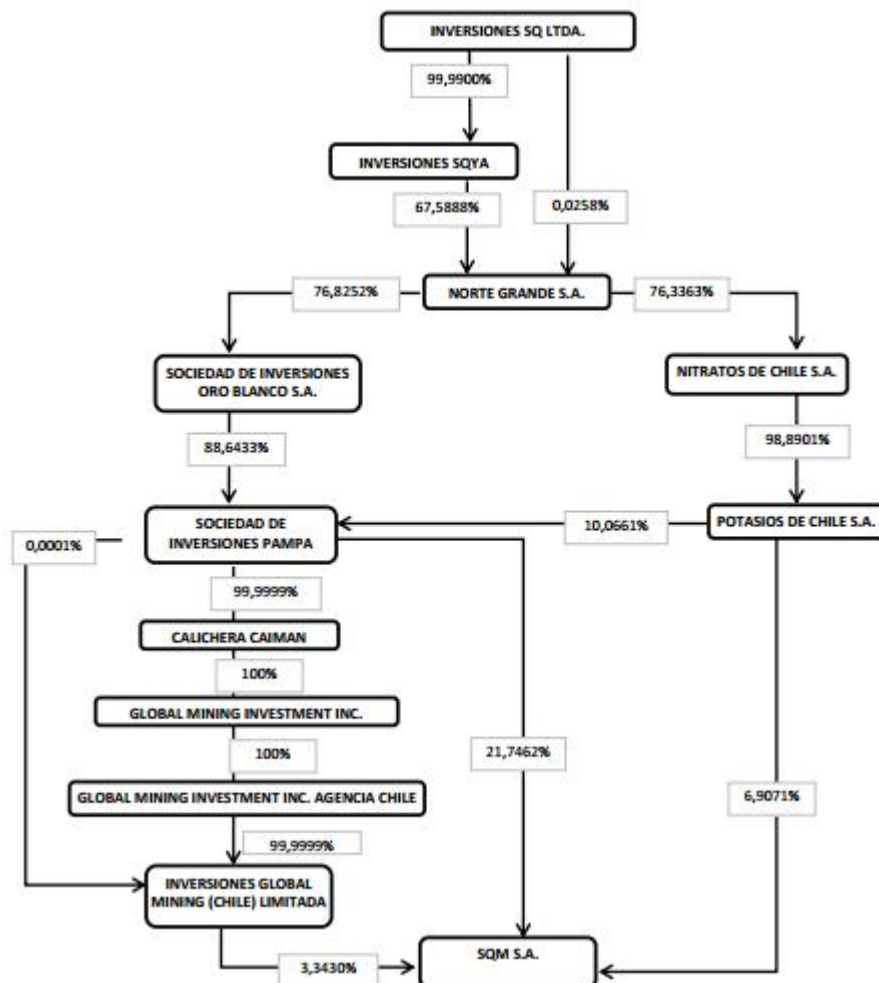 INVERSIONES SQ LTDA.
99,9900%
INVERSIONES SQYA
67,5888%
0,0258%
76,8252%
NORTE GRANDE S.A.
76,3363%
SOCIEDAD DE INVERSIONES
ORO BLANCO S.A.
NITRATOS DE CHILE S.A.
88,6433%
98,8901%
SOCIEDAD DE
INVERSIONES PAMPA
10,0661%
POTASIOS DE CHILE S.A.
0,0001%
99,9999%
CALICHERA CAIMAN
100%
GLOBAL MINING INVESTMENT INC.
100%
21,7462%
GLOBAL MINING INVESTMENT INC. AGENCIA CHILE
6,9071%
99,9999%
INVERSIONES GLOBAL
MINING (CHILE) LIMITADA
SQM S.A.
3,3430%